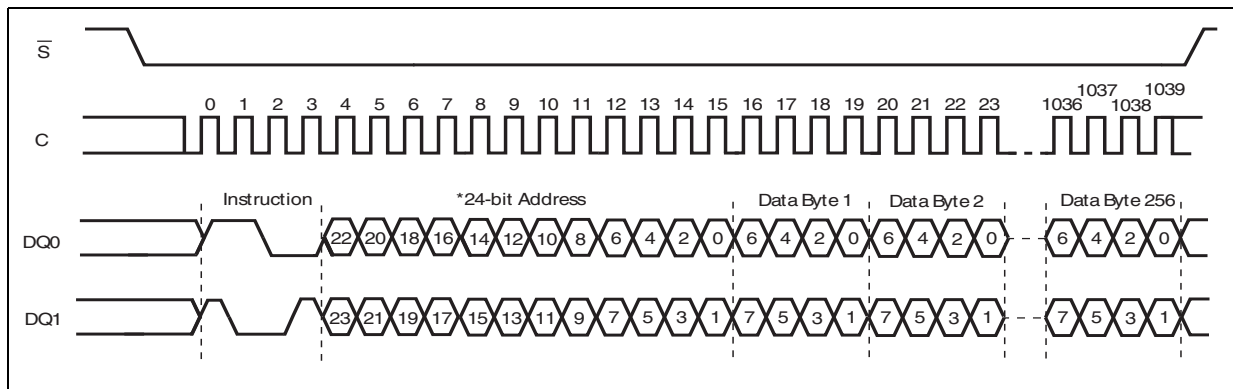 S
1037 1039
0 1 2 3 4 5 6 7 8 9 10 11 12 13 14 15 16 17 18 19 20 21 22 23 1036 1038
C
Instruction *24-bit Address Data Byte 1 Data Byte 2 Data Byte 256
DQ0 22 20 18 16 14 12 10 8 6 4 2 0 6 4 2 0 6 4 2 0 6 4 2 0
DQ1 23 21 19 17 15 13 11 9 7 5 3 1 7 5 3 1 7 5 3 1 7 5 3 1